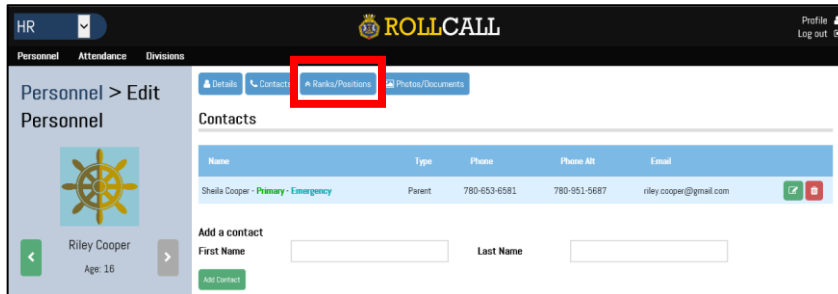 HR
ROLLCALL
Profile
Log out
Personnel Attendance Divisions
Personnel > Edit Personnel
Riley Cooper
Age: 16
Details Contacts Ranks/Positions Photos/Documents
Contacts
Name Type Phone Phone Alt Email
Sheila Cooper - Primary - Emergency Parent 780-653-6581 780-951-5687 riley.cooper@gmail.com
Add a contact
First Name Last Name
Add Contact